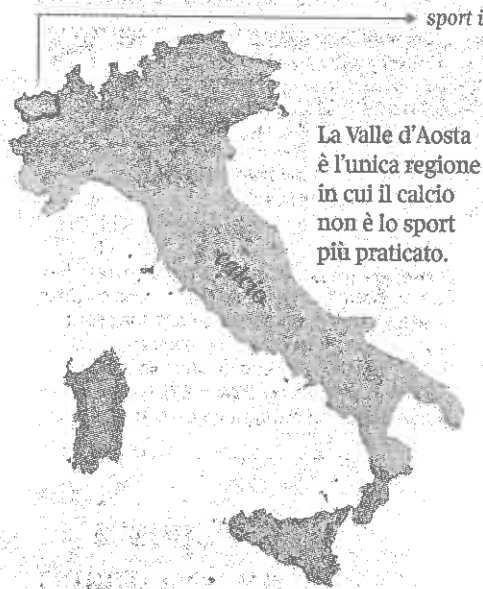 sport i
La Valle d'Aosta
è l'unica regione
in cui il calcio
non è lo sport
più praticato.
calcio